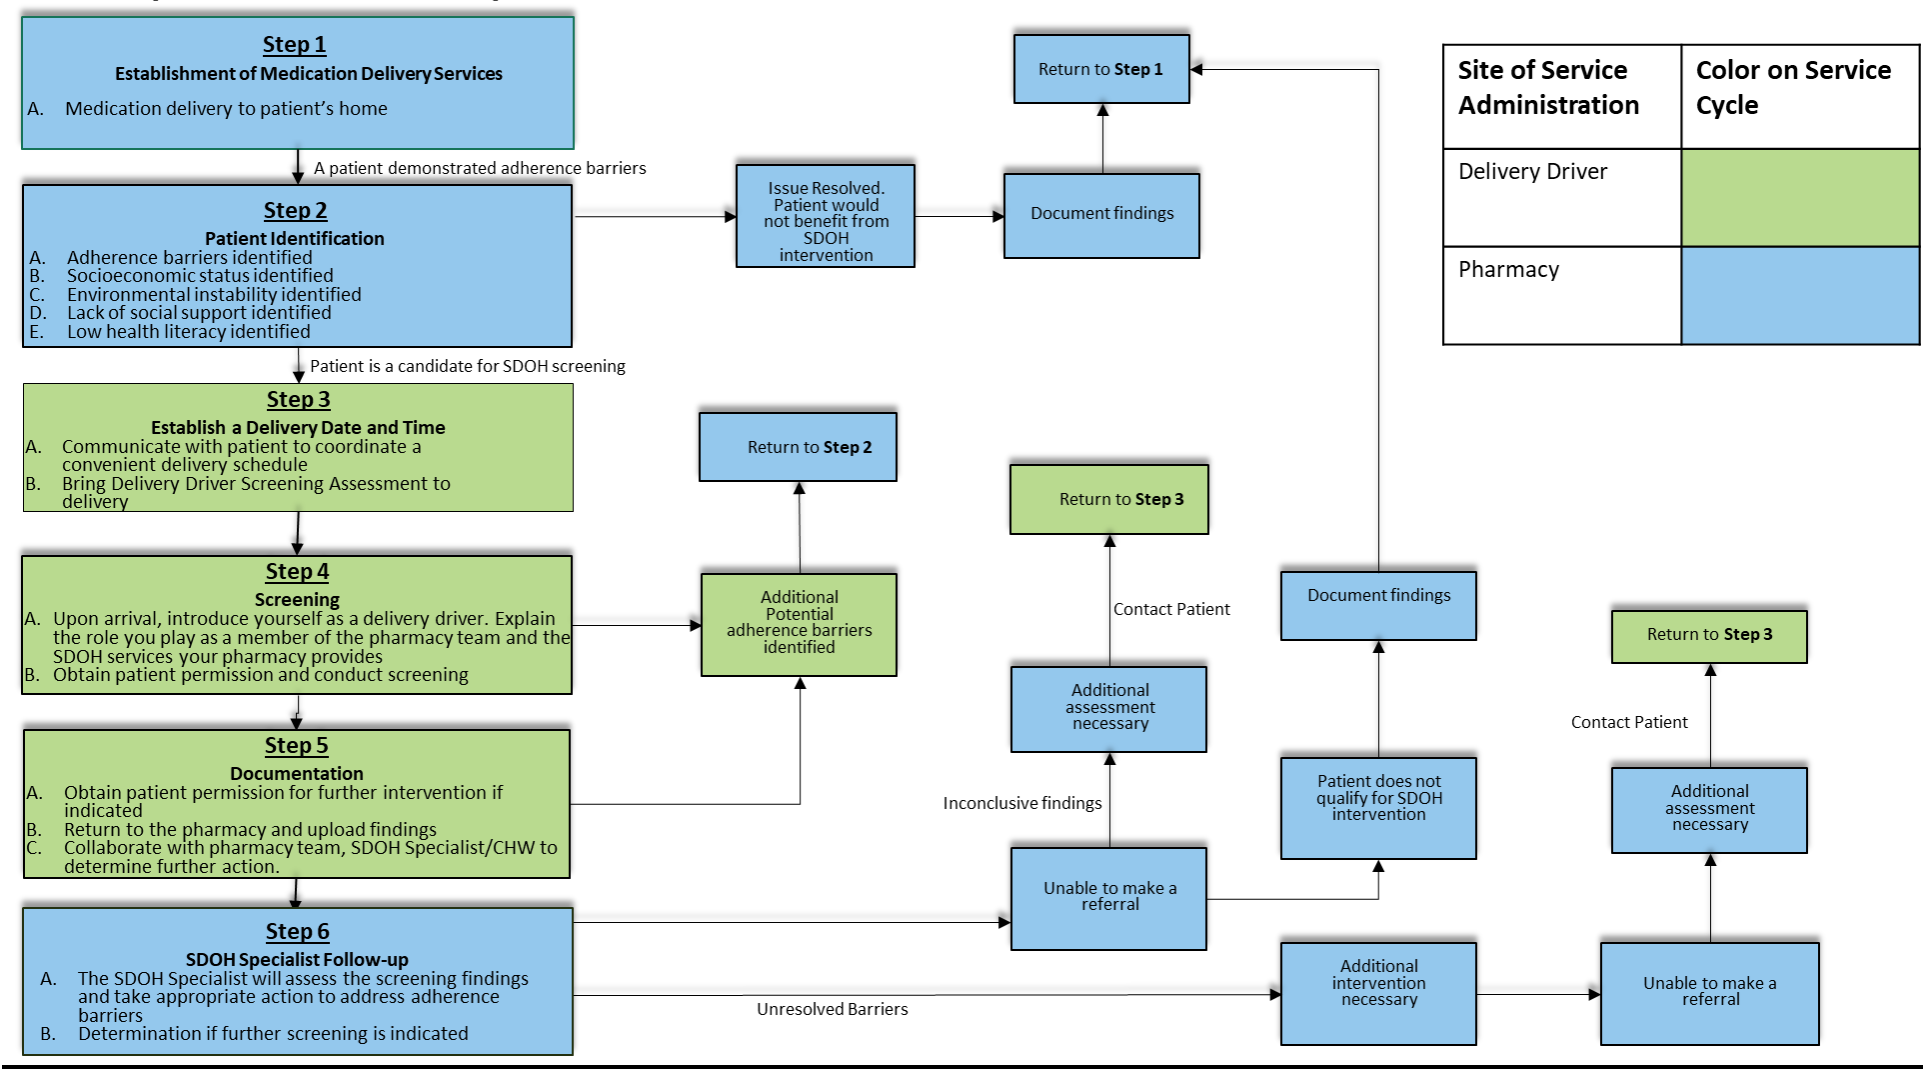 Step 1
Establishment of Medication Delivery Services
A. Medication delivery to patient's home
A patient demonstrated adherence barriers
Step 2
Patient Identification
A. Adherence barriers identified
B. Socioeconomic status identified
C. Environmental instability identified
D. Lack of social support identified
E. Low health literacy identified
Issue Resolved.
Patient would
not benefit from
SDOH
intervention
Document findings
Return to Step 1
Patient is a candidate for SDOH screening
Step 3
Establish a Delivery Date and Time
A. Communicate with patient to coordinate a
convenient delivery schedule
B. Bring Delivery Driver Screening Assessment to
delivery
Step 4
Screening
A. Upon arrival, introduce yourself as a delivery driver. Explain
the role you play as a member of the pharmacy team and the
SDOH services your pharmacy provides
B. Obtain patient permission and conduct screening
Return to Step 2
Additional
Potential
adherence barriers
identified
Step 5
Documentation
A. Obtain patient permission for further intervention if
indicated
B. Return to the pharmacy and upload findings
C. Collaborate with pharmacy team, SDOH Specialist/CHW to
determine further action.
Step 6
SDOH Specialist Follow-up
A. The SDOH Specialist will assess the screening findings
and take appropriate action to address adherence
barriers
B. Determination if further screening is indicated
Return to Step 3
Contact Patient
Additional
assessment
necessary
Inconclusive findings
Unable to make a
referral
Document findings
Patient does not
qualify for SDOH
intervention
Unresolved Barriers
Additional
intervention
necessary
Return to Step 3
Contact Patient
Additional
assessment
necessary
Unable to make a
referral
Site of Service
Administration
Color on Service
Cycle
Delivery Driver
Pharmacy